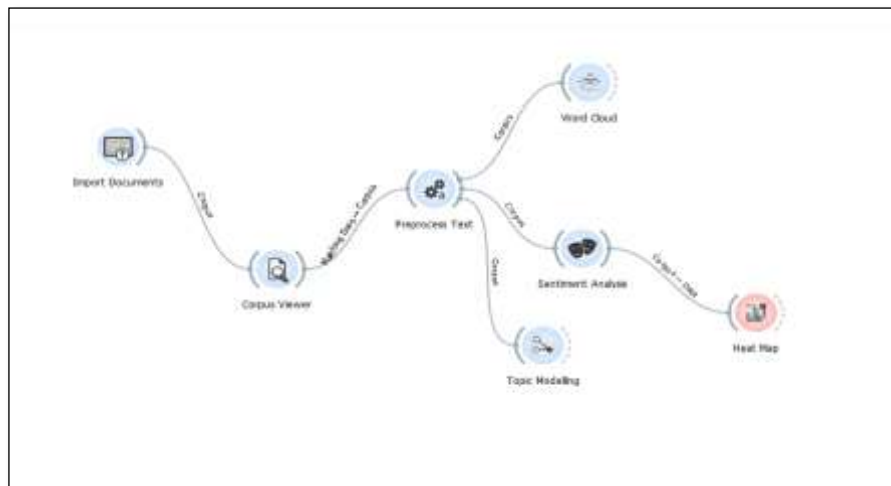 Word Cloud
Corpus
Import Documents
Corpus
Matching Docs → Corpus
Preprocess Text
Corpus
Sentiment Analysis
Corpus
Corpus → Data
Corpus Viewer
Heat Map
Topic Modelling